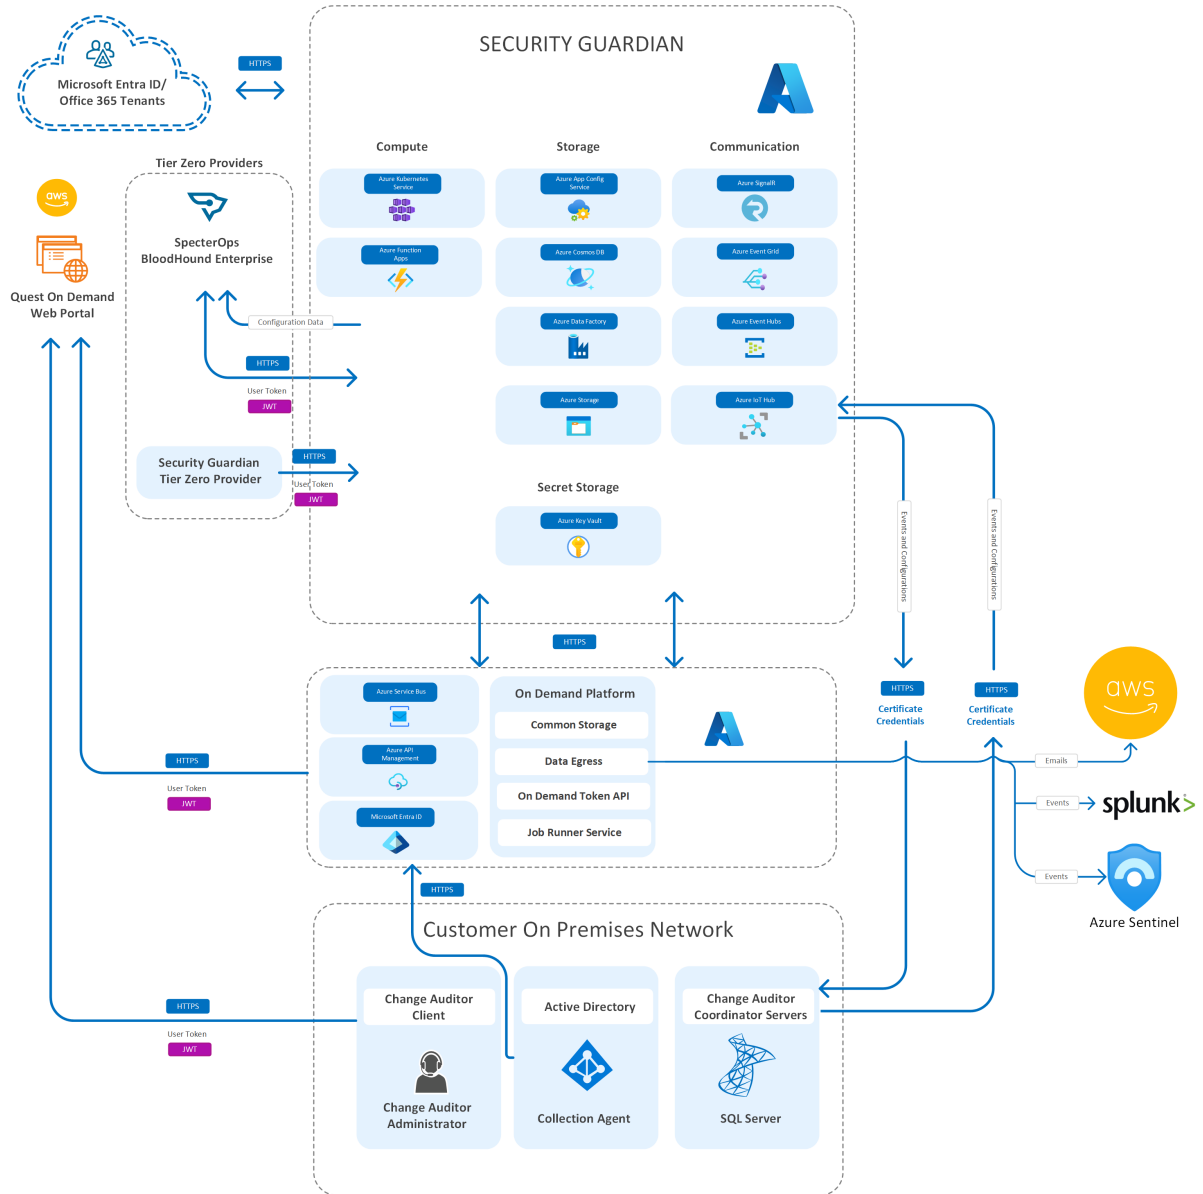 SECURITY GUARDIAN
HTTPS
Microsoft Entra ID/
Office 365 Tenants
Compute
Storage
Communication
Tier Zero Providers
aws
SpecterOps
BloodHound Enterprise
Quest On Demand
Web Portal
Azure Kubernetes
Service
Azure App Config
Service
Azure SignalR
Azure Function
Apps
Azure Cosmos DB
Azure Event Grid
Configuration Data
Azure Data Factory
Azure Event Hubs
HTTPS
User Token
JWT
Azure Storage
Azure IoT Hub
Security Guardian
Tier Zero Provider
HTTPS
User Token
JWT
Secret Storage
Azure Key Vault
Events and Configurations
Events and Configurations
HTTPS
HTTPS
Certificate
Credentials
HTTPS
Certificate
Credentials
aws
Azure Service Bus
Azure API
Management
Microsoft Entra ID
On Demand Platform
Common Storage
Data Egress
On Demand Token API
Job Runner Service
HTTPS
User Token
JWT
Emails
Events
splunk>
Events
Azure Sentinel
HTTPS
Customer On Premises Network
Change Auditor
Client
Change Auditor
Administrator
Active Directory
Collection Agent
Change Auditor
Coordinator Servers
SQL Server
HTTPS
User Token
JWT